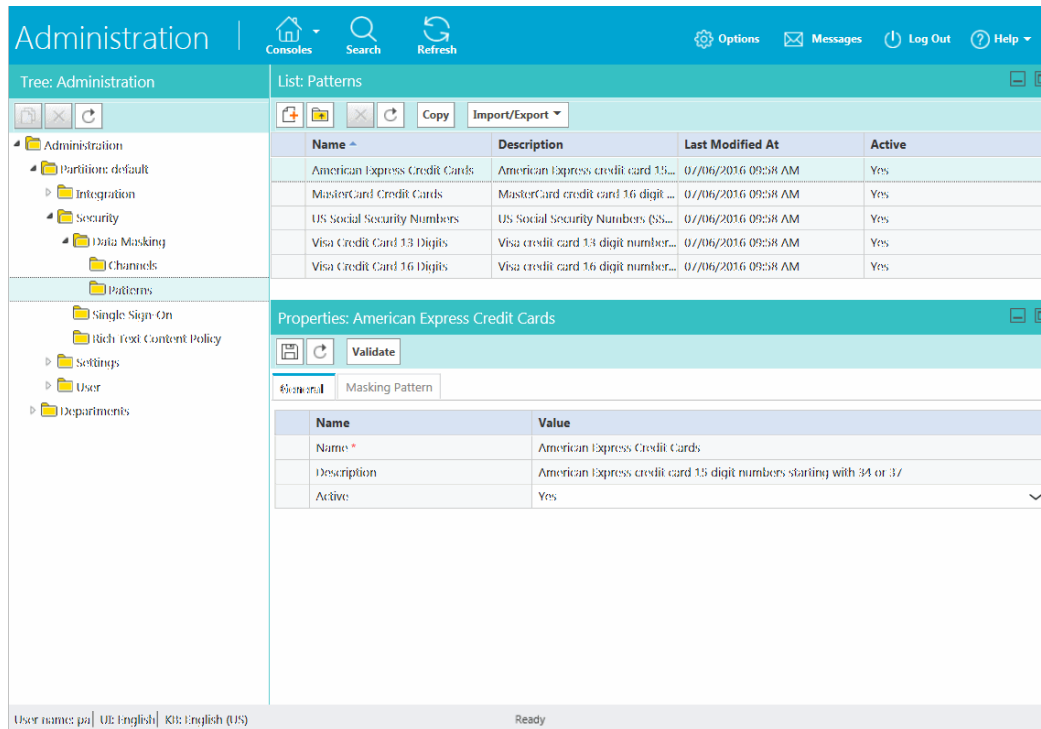 Administration
Consoles
Search
Refresh
Options
Messages
Log Out
Help
Tree: Administration
Administration
Partition: default
Integration
Security
Data Masking
Channels
Patterns
Single Sign-On
Rich Text Content Policy
Settings
User
Departments
List: Patterns
Copy Import/Export
Name Description Last Modified At Active
American Express Credit Cards American Express credit card 15... 07/06/2016 09:58 AM Yes
MasterCard Credit Cards MasterCard credit card 16 digit ... 07/06/2016 09:58 AM Yes
US Social Security Numbers US Social Security Numbers (SS... 07/06/2016 09:58 AM Yes
Visa Credit Card 13 Digits Visa credit card 13 digit number... 07/06/2016 09:58 AM Yes
Visa Credit Card 16 Digits Visa credit card 16 digit number... 07/06/2016 09:58 AM Yes
Properties: American Express Credit Cards
Validate
General Masking Pattern
Name Value
Name * American Express Credit Cards
Description American Express credit card 15 digit numbers starting with 34 or 37
Active Yes
User name: pa UI: English KB: English (US) Ready